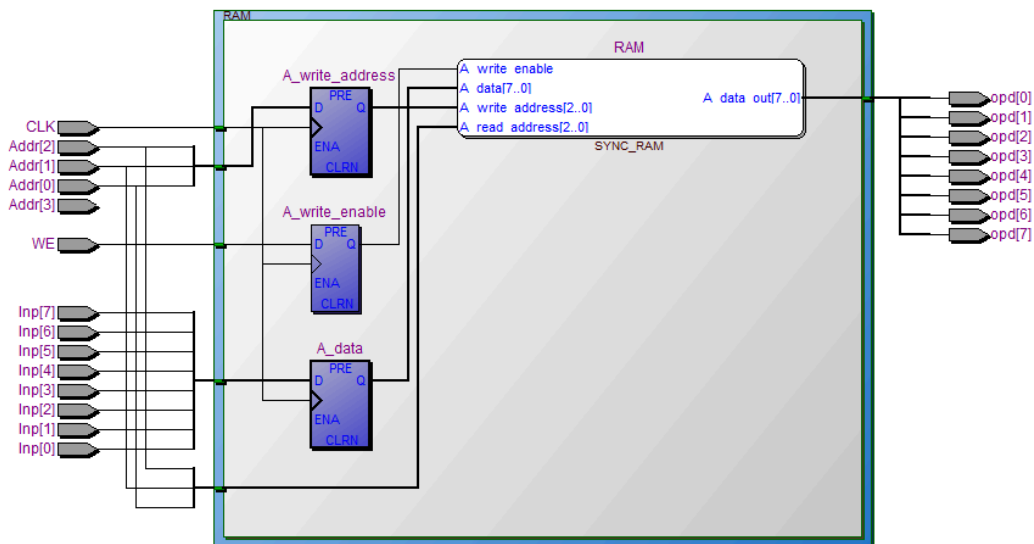 RAM
RAM
A_write_address
PRE
D Q
ENA
CLRN
A write enable
A data[7..0]
A write address[2..0]
A read address[2..0]
A data out[7..0]
SYNC_RAM
CLK
Addr[2]
Addr[1]
Addr[0]
Addr[3]
WE
A_write_enable
PRE
D Q
ENA
CLRN
Inp[7]
Inp[6]
Inp[5]
Inp[4]
Inp[3]
Inp[2]
Inp[1]
Inp[0]
A_data
PRE
D Q
ENA
CLRN
opd[0]
opd[1]
opd[2]
opd[3]
opd[4]
opd[5]
opd[6]
opd[7]